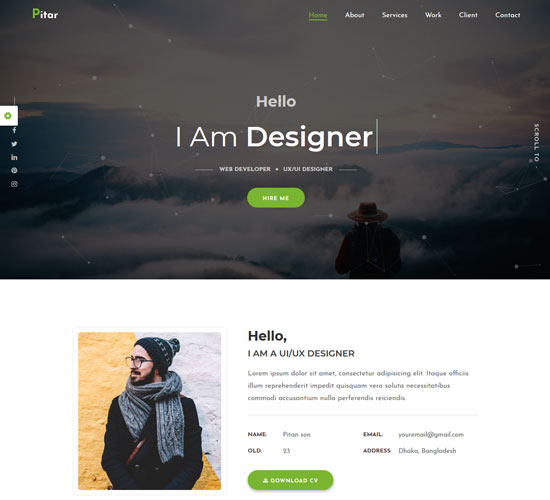 Pitar
Home About Services Work Client Contact
Hello
I Am Designer
WEB DEVELOPER UX/UI DESIGNER
HIRE ME
SCROLL TO
Hello,
I AM A UI/UX DESIGNER
Lorem ipsum dolor sit amet, consectetur adipisicing elit. Itaque officiis
illum reprehenderit impedit quisquam vero soluta necessitatibus
commodi accusantium nulla perferendis reiciendis.
NAME: Pitan son EMAIL: youremail@gmail.com
OLD: 23 ADDRESS: Dhaka, Bangladesh
DOWNLOAD CV